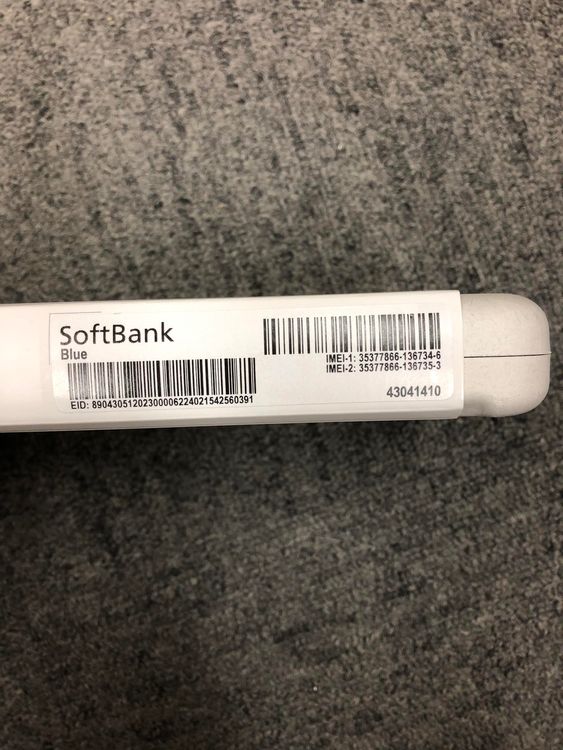 SoftBank
Blue
EID: 89043051202300006224021542560391
IMEI-1: 35377866-136734-6
IMEI-2: 35377866-136735-3
43041410